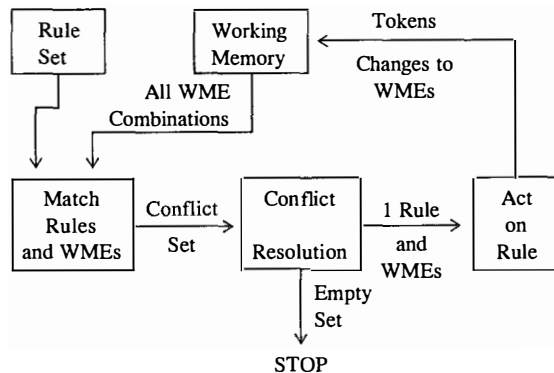 Rule
Set
Working
Memory
Tokens
Changes to
WMEs
All WME
Combinations
Match
Rules
and WMEs
Conflict
Set
Conflict
Resolution
1 Rule
and
WMEs
Act
on
Rule
Empty
Set
STOP